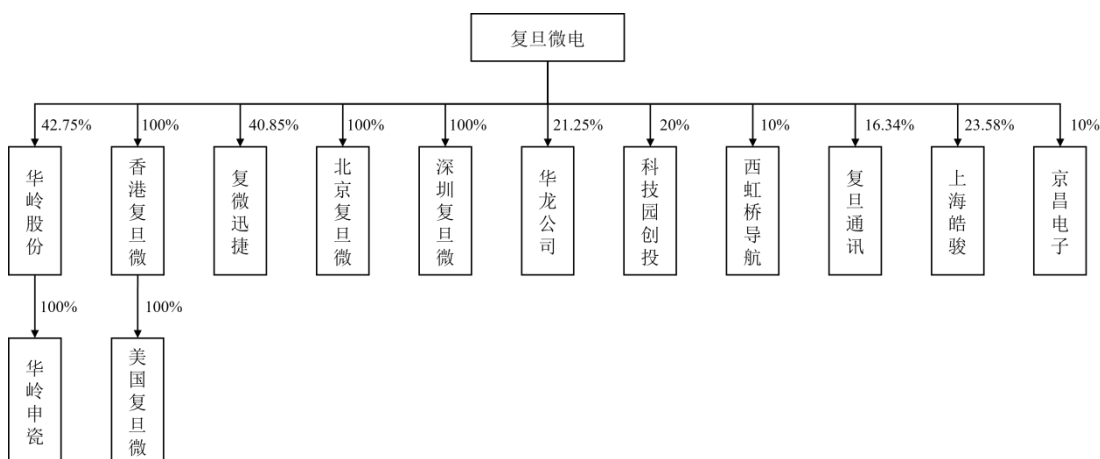 复旦微电
42.75%
100%
40.85%
100%
100%
21.25%
20%
10%
16.34%
23.58%
10%
华岭股份
香港复旦微
复微迅捷
北京复旦微
深圳复旦微
华龙公司
科技园创投
西虹桥导航
复旦通讯
上海皓骏
京昌电子
100%
100%
华岭申瓷
美国复旦微